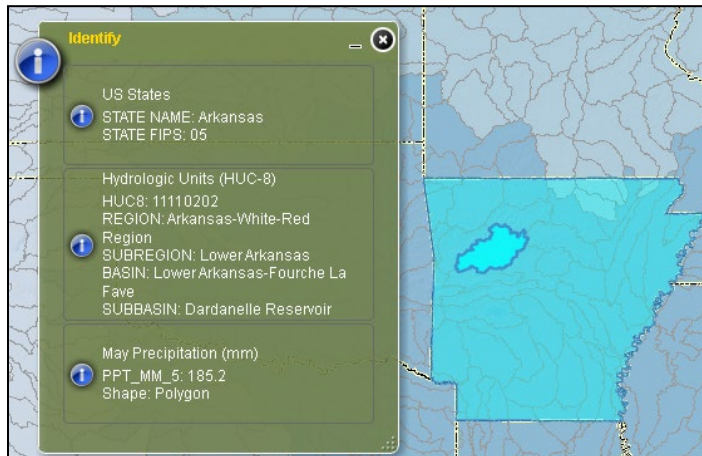 Identify
US States
STATE NAME: Arkansas
STATE FIPS: 05
Hydrologic Units (HUC-8)
HUC8: 11110202
REGION: Arkansas-White-Red
Region
SUBREGION: Lower Arkansas
BASIN: Lower Arkansas-Fourche La
Fave
SUBBASIN: Dardanelle Reservoir
May Precipitation (mm)
PPT_MM_5: 185.2
Shape: Polygon